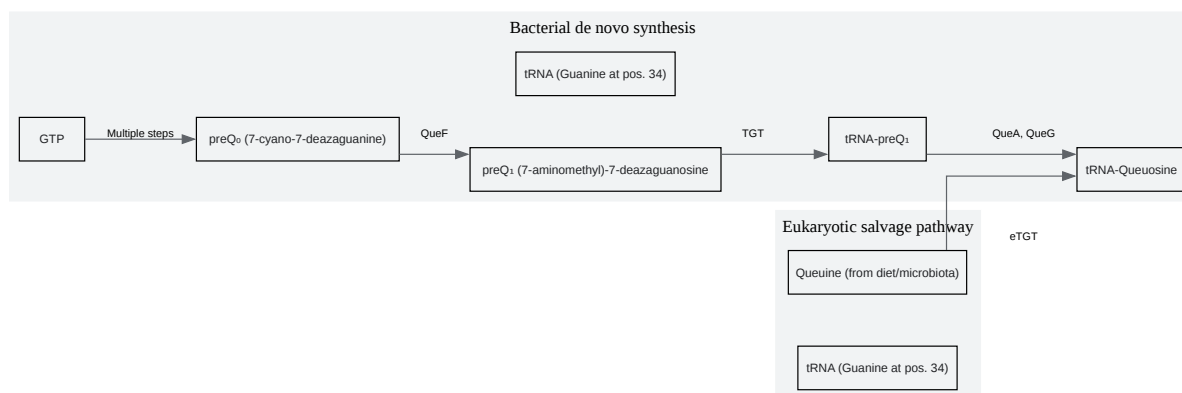 Bacterial de novo synthesis
tRNA (Guanine at pos. 34)
GTP
Multiple steps
preQ₀ (7-cyano-7-deazaguanine)
QueF
preQ₁ (7-aminomethyl)-7-deazaguanosine
TGT
tRNA-preQ₁
QueA, QueG
tRNA-Queuosine
Eukaryotic salvage pathway
eTGT
Queuine (from diet/microbiota)
tRNA (Guanine at pos. 34)